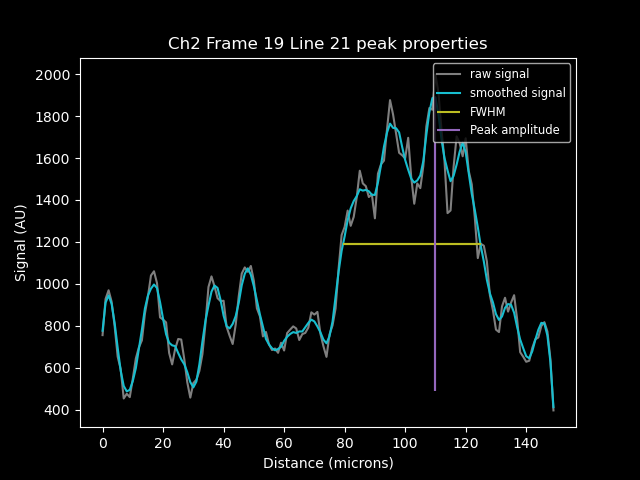 Ch2 Frame 19 Line 21 peak properties
raw signal
smoothed signal
FWHM
Peak amplitude
Signal (AU)
2000
1800
1600
1400
1200
1000
800
600
400
0 20 40 60 80 100 120 140
Distance (microns)